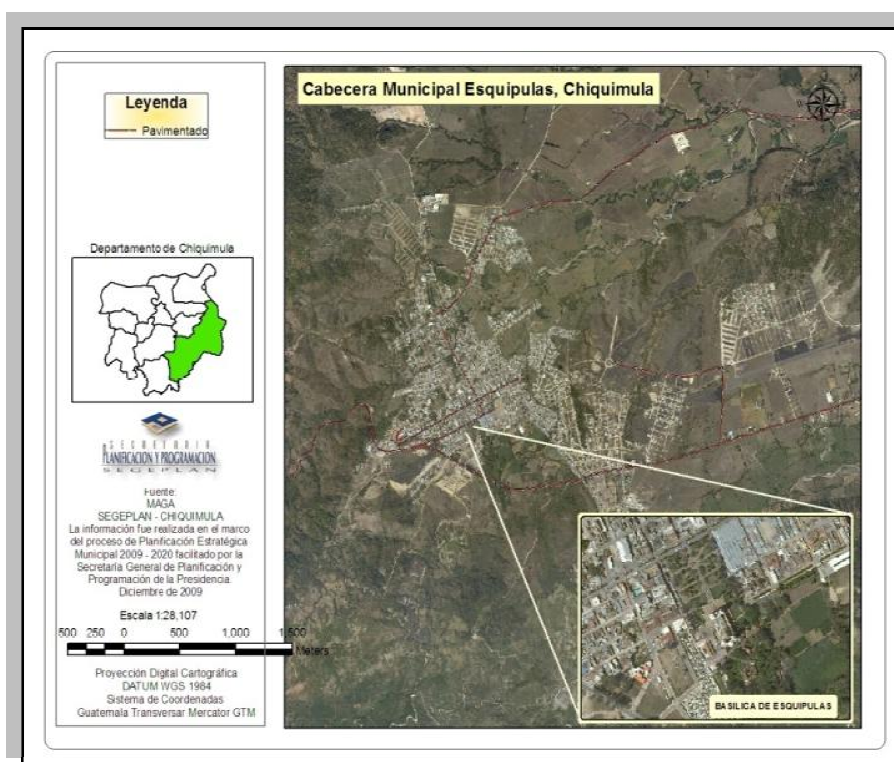 Leyenda
Pavimentado
Departamento de Chiquimula
SECRETARIA
PLANIFICACION Y PROGRAMACION
SEGEPLAN
Fuente:
MAGA
SEGEPLAN - CHIQUIMULA
La información fue realizada en el marco
del proceso de Planificación Estratégica
Municipal 2009 - 2020 facilitado por la
Secretaría General de Planificación y
Programación de la Presidencia.
Diciembre de 2009
Escala 1:28,107
500 250 0 500 1,000 1,500
Meters
Proyección Digital Cartográfica
DATUM WGS 1984
Sistema de Coordenadas
Guatemala Transversar Mercator GTM
Cabecera Municipal Esquipulas, Chiquimula
BASILICA DE ESQUIPULAS